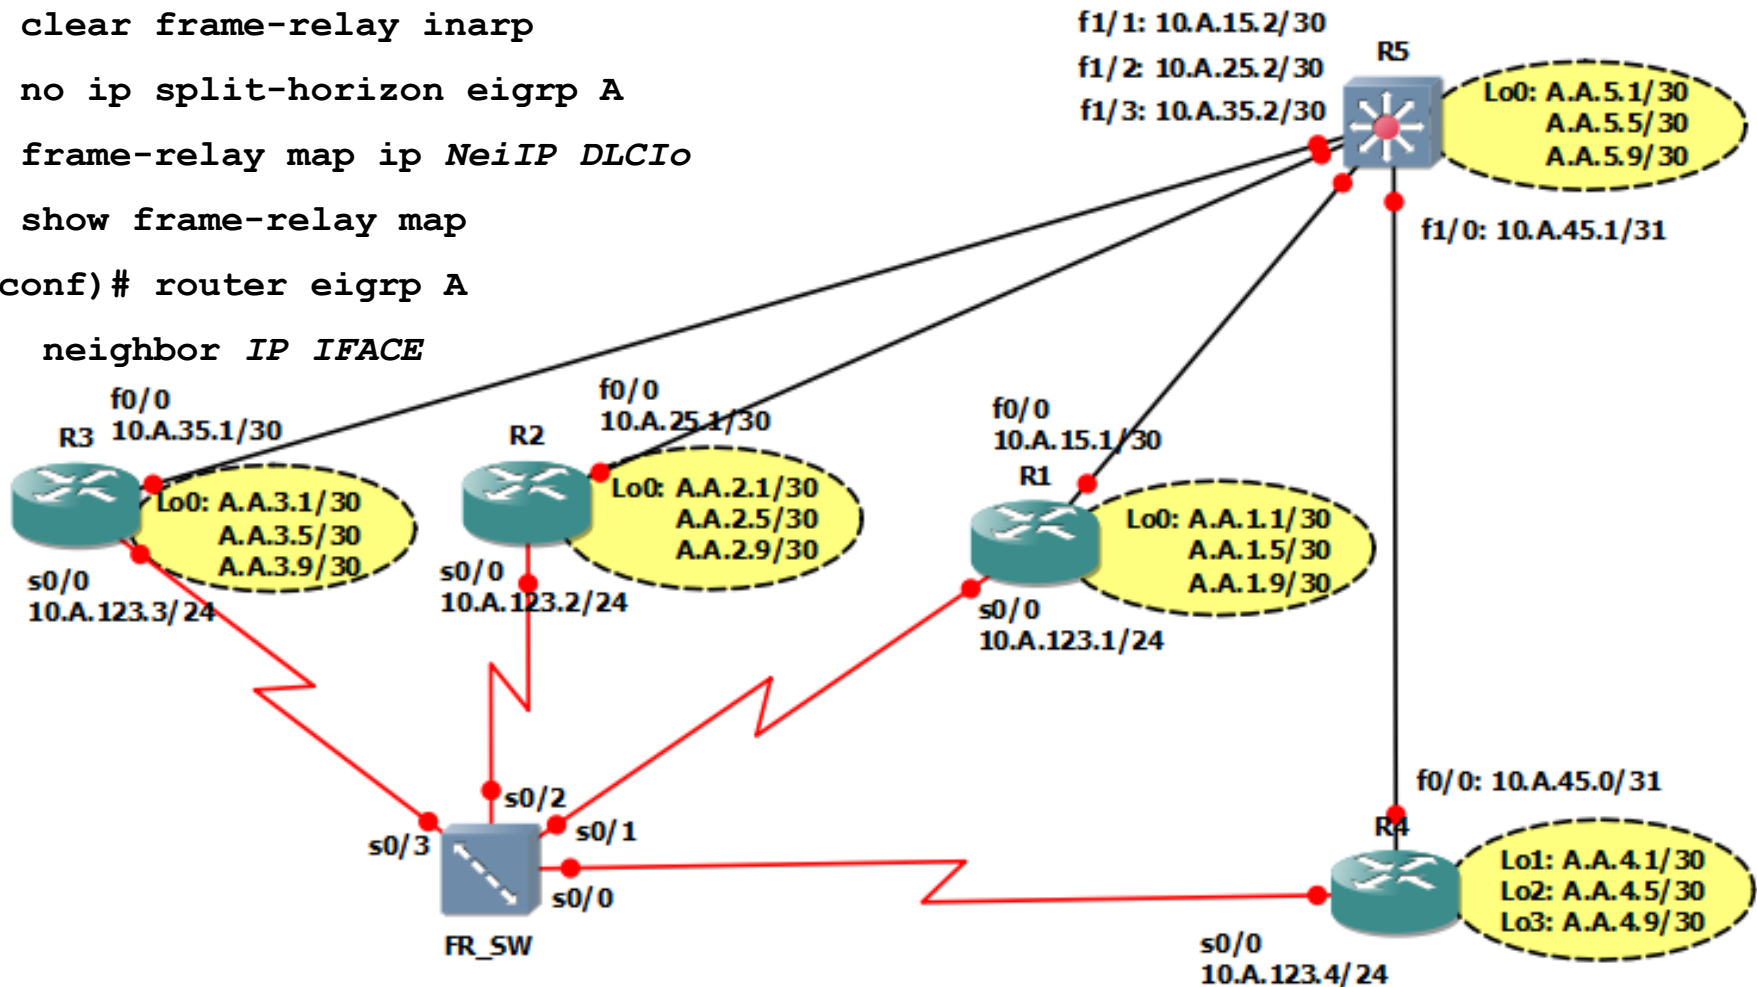 clear frame-relay inarp
no ip split-horizon eigrp A
frame-relay map ip NeiIP DLCIo
show frame-relay map
conf)# router eigrp A
neighbor IP IFACE
f1/1: 10.A.15.2/30
f1/2: 10.A.25.2/30
f1/3: 10.A.35.2/30
R5
Lo0: A.A.5.1/30
A.A.5.5/30
A.A.5.9/30
f1/0: 10.A.45.1/31
f0/0
10.A.35.1/30
R3
Lo0: A.A.3.1/30
A.A.3.5/30
A.A.3.9/30
s0/0
10.A.123.3/24
f0/0
10.A.25.1/30
R2
Lo0: A.A.2.1/30
A.A.2.5/30
A.A.2.9/30
s0/0
10.A.123.2/24
f0/0
10.A.15.1/30
R1
Lo0: A.A.1.1/30
A.A.1.5/30
A.A.1.9/30
s0/0
10.A.123.1/24
s0/2
s0/1
s0/3
s0/0
FR_SW
f0/0: 10.A.45.0/31
R4
Lo1: A.A.4.1/30
Lo2: A.A.4.5/30
Lo3: A.A.4.9/30
s0/0
10.A.123.4/24